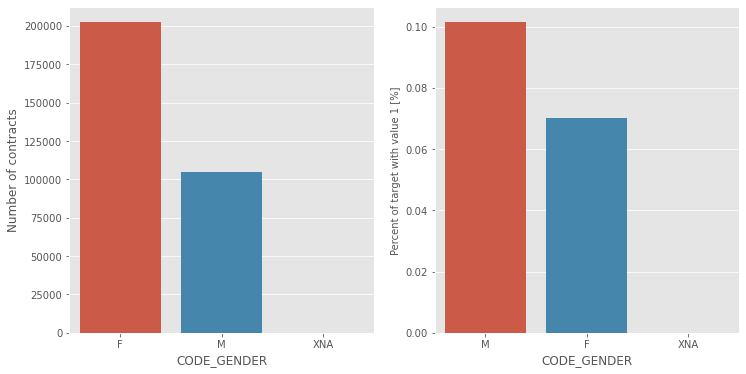 Number of contracts
200000
175000
150000
125000
100000
75000
50000
25000
0
F M XNA
CODE_GENDER
Percent of target with value 1 [%]
0.10
0.08
0.06
0.04
0.02
0.00
M F XNA
CODE_GENDER